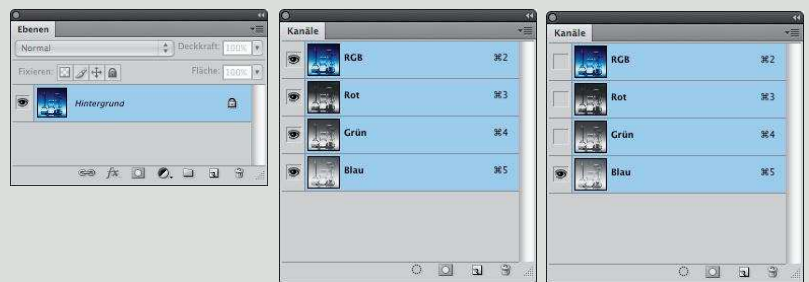 Ebenen
Normal Deckkraft: 100%
Fixieren: Fläche: 100%
Hintergrund
fx
Kanäle
RGB ⌘2
Rot ⌘3
Grün ⌘4
Blau ⌘5
Kanäle
RGB ⌘2
Rot ⌘3
Grün ⌘4
Blau ⌘5